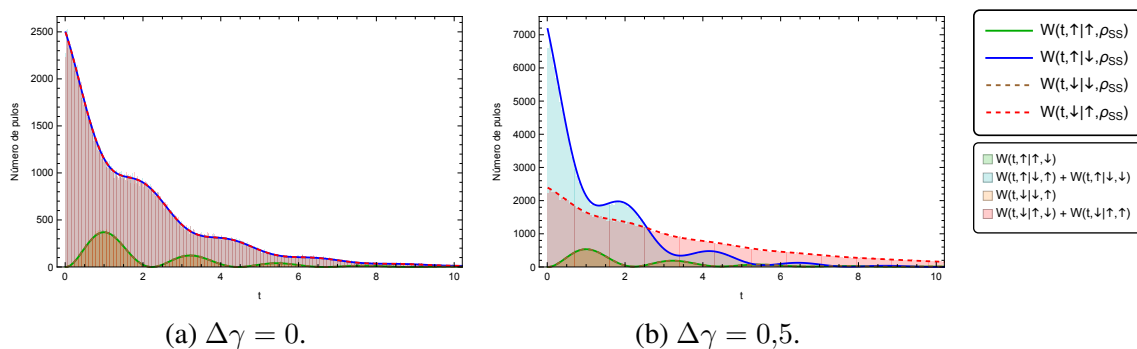 Número de pulos
2500
2000
1500
1000
500
0
0 2 4 6 8 10
t
(a) Δγ = 0.
Número de pulos
7000
6000
5000
4000
3000
2000
1000
0
0 2 4 6 8 10
t
(b) Δγ = 0,5.
W(t,↑|↑,ρSS)
W(t,↑|↓,ρSS)
W(t,↓|↓,ρSS)
W(t,↓|↑,ρSS)
W(t,↑|↑,↓)
W(t,↑|↓,↑) + W(t,↑|↓,↓)
W(t,↓|↓,↑)
W(t,↓|↑,↓) + W(t,↓|↑,↑)